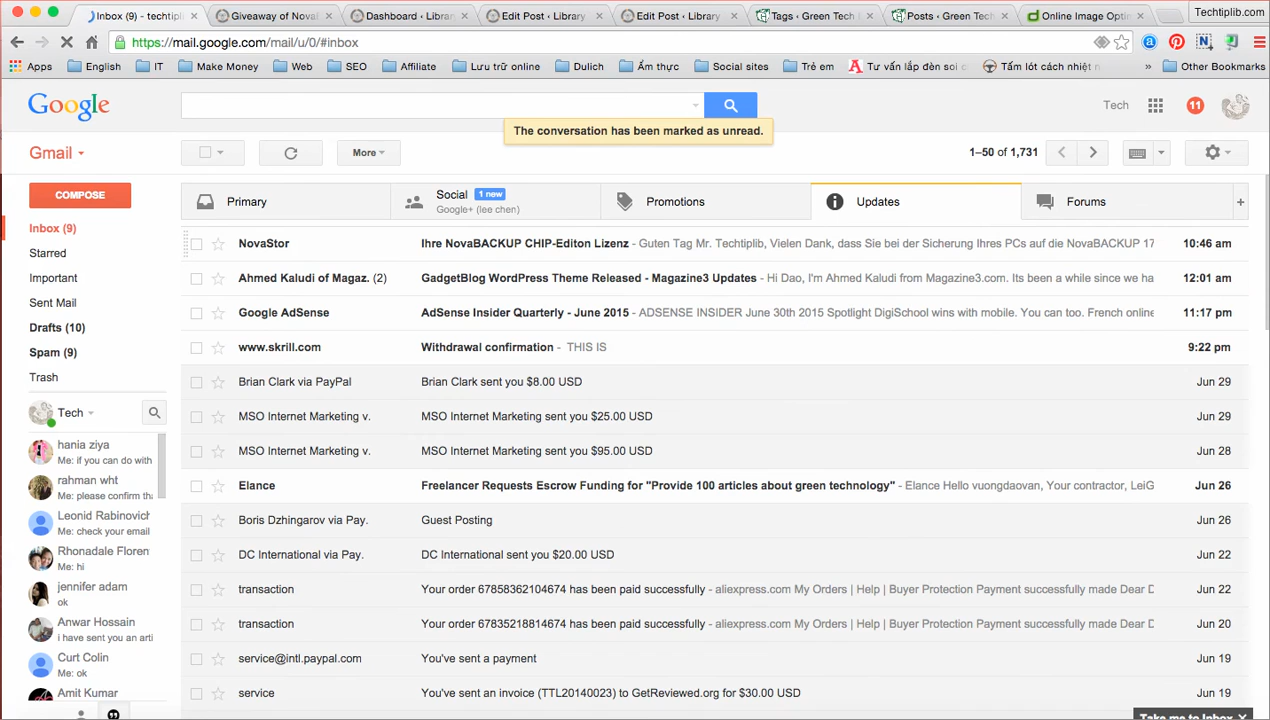 Inbox (9) - techtiplib
Giveaway of Noval
Dashboard ‹ Librar
Edit Post ‹ Library
Edit Post ‹ Library
Tags ‹ Green Tech
Posts ‹ Green Tech
Online Image Optim
Techtiplib.com
https://mail.google.com/mail/u/0/#inbox
Apps English IT Make Money Web SEO Affiliate Lưu trữ online Dulich Ẩm thực Social sites Trẻ em Tư vấn lắp đèn soi c Tấm lót cách nhiệt » Other Bookmarks
Google
Tech
11
The conversation has been marked as unread.
Gmail
More
1–50 of 1,731
COMPOSE
Primary
Social 1 new
Google+ (lee chen)
Promotions
Updates
Forums
+
Inbox (9)
Starred
Important
Sent Mail
Drafts (10)
Spam (9)
Trash
NovaStor Ihre NovaBACKUP CHIP-Editon Lizenz - Guten Tag Mr. Techtiplib, Vielen Dank, dass Sie bei der Sicherung Ihres PCs auf die NovaBACKUP 17 10:46 am
Ahmed Kaludi of Magaz. (2) GadgetBlog WordPress Theme Released - Magazine3 Updates - Hi Dao, I'm Ahmed Kaludi from Magazine3.com. Its been a while since we ha 12:01 am
Google AdSense AdSense Insider Quarterly - June 2015 - ADSENSE INSIDER June 30th 2015 Spotlight DigiSchool wins with mobile. You can too. French online 11:17 pm
www.skrill.com Withdrawal confirmation - THIS IS 9:22 pm
Brian Clark via PayPal Brian Clark sent you $8.00 USD Jun 29
MSO Internet Marketing v. MSO Internet Marketing sent you $25.00 USD Jun 29
MSO Internet Marketing v. MSO Internet Marketing sent you $95.00 USD Jun 28
Elance Freelancer Requests Escrow Funding for "Provide 100 articles about green technology" - Elance Hello vuongdaovan, Your contractor, LeiG Jun 26
Boris Dzhingarov via Pay. Guest Posting Jun 26
DC International via Pay. DC International sent you $20.00 USD Jun 22
transaction Your order 67858362104674 has been paid successfully - aliexpress.com My Orders | Help | Buyer Protection Payment successfully made Dear D Jun 22
transaction Your order 67835218814674 has been paid successfully - aliexpress.com My Orders | Help | Buyer Protection Payment successfully made Dear D Jun 20
service@intl.paypal.com You've sent a payment Jun 19
service You've sent an invoice (TTL20140023) to GetReviewed.org for $30.00 USD Jun 19
Tech
hania ziya
Me: if you can do with
rahman wht
Me: please confirm tha
Leonid Rabinovich
Me: check your email
Rhonadale Floren
Me: hi
jennifer adam
ok
Anwar Hossain
i have sent you an arti
Curt Colin
Me: ok
Amit Kumar
Take me to Inbox